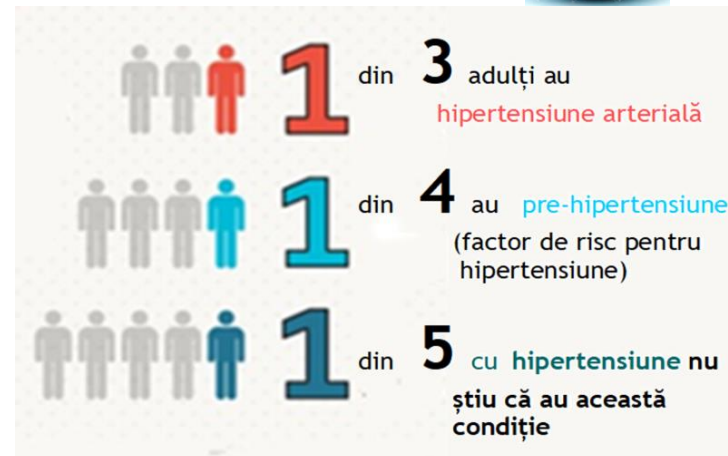 1 din 3 adulți au
hipertensiune arterială
1 din 4 au pre-hipertensiune
(factor de risc pentru
hipertensiune)
1 din 5 cu hipertensiune nu
știu că au această
condiție